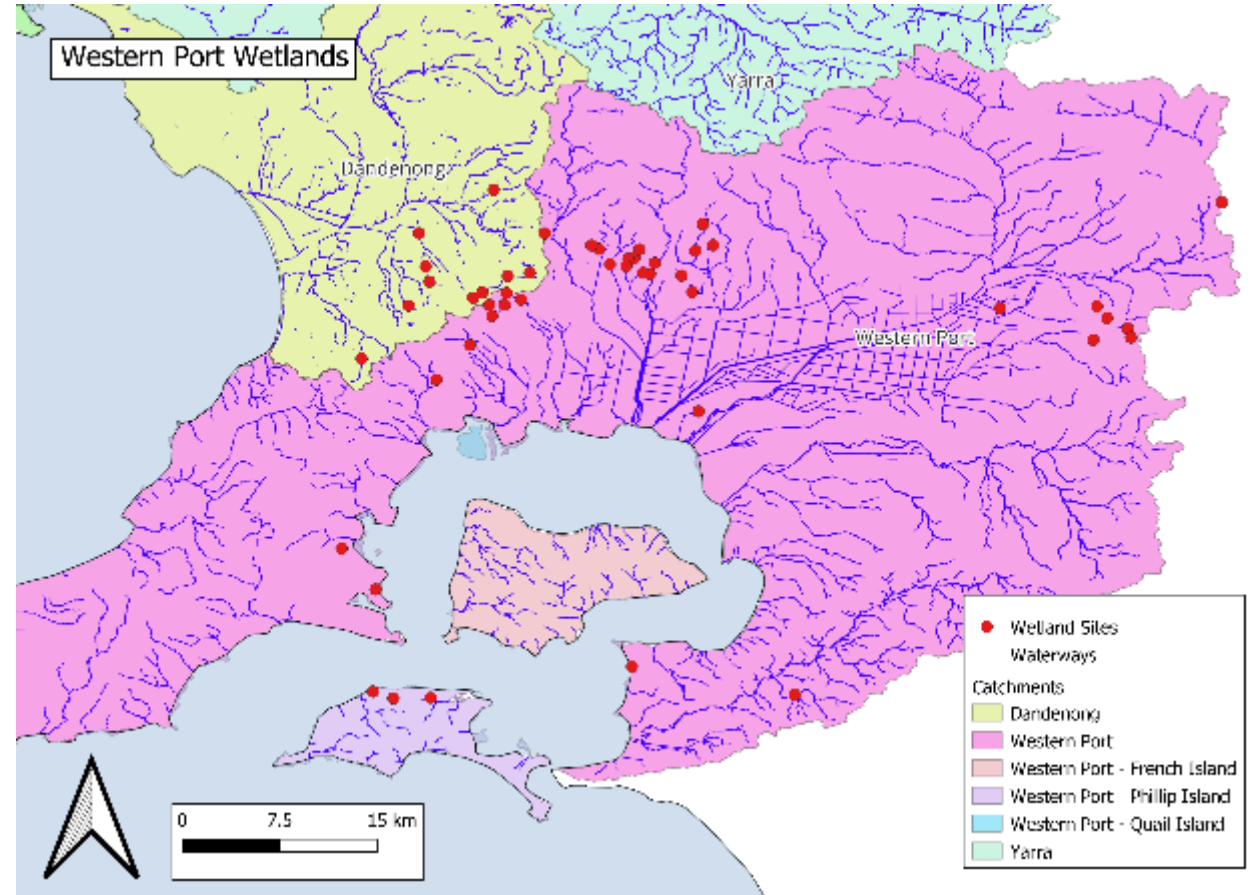 Western Port Wetlands
Yarra
Dandenong
Western Port
Wetland Sites
Waterways
Catchments
Dandenong
Western Port
Western Port - French Island
Western Port - Phillip Island
Western Port - Quail Island
Yarra
0 7.5 15 km